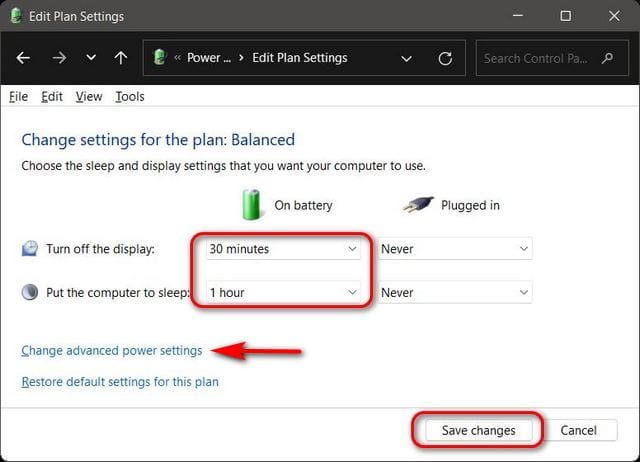 Edit Plan Settings
« Power ... › Edit Plan Settings
Search Control Pa...
File Edit View Tools
Change settings for the plan: Balanced
Choose the sleep and display settings that you want your computer to use.
On battery Plugged in
Turn off the display: 30 minutes Never
Put the computer to sleep: 1 hour Never
Change advanced power settings
Restore default settings for this plan
Save changes Cancel